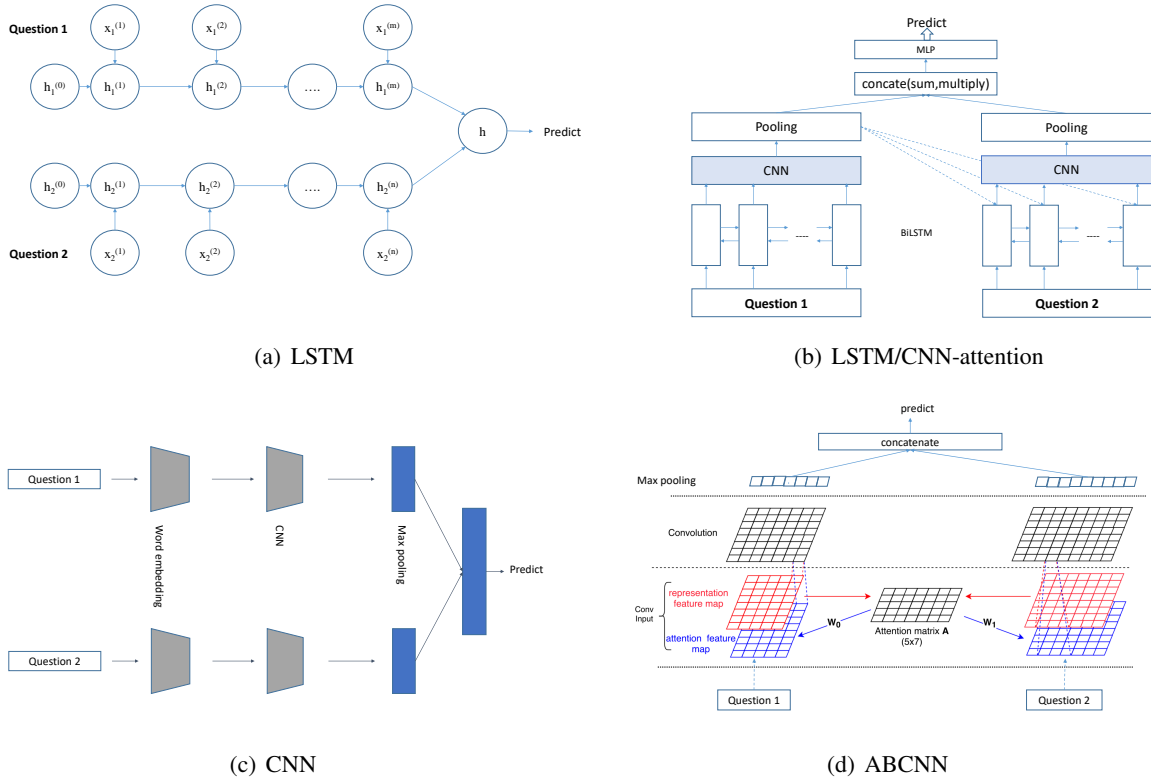 Question 1
x₁⁽¹⁾ x₁⁽²⁾ x₁⁽ᵐ⁾
h₁⁽⁰⁾ h₁⁽¹⁾ h₁⁽²⁾ .... h₁⁽ᵐ⁾
h Predict
h₂⁽⁰⁾ h₂⁽¹⁾ h₂⁽²⁾ .... h₂⁽ⁿ⁾
Question 2
x₂⁽¹⁾ x₂⁽²⁾ x₂⁽ⁿ⁾
(a) LSTM
Predict
MLP
concate(sum,multiply)
Pooling Pooling
CNN CNN
---- BiLSTM ----
Question 1 Question 2
(b) LSTM/CNN-attention
Question 1
Word embedding
CNN
Max pooling
Predict
Question 2
(c) CNN
predict
concatenate
Max pooling
Convolution
Conv
Input
representation
feature map
attention feature
map
W₀
W₁
Attention matrix A
(5x7)
Question 1 Question 2
(d) ABCNN